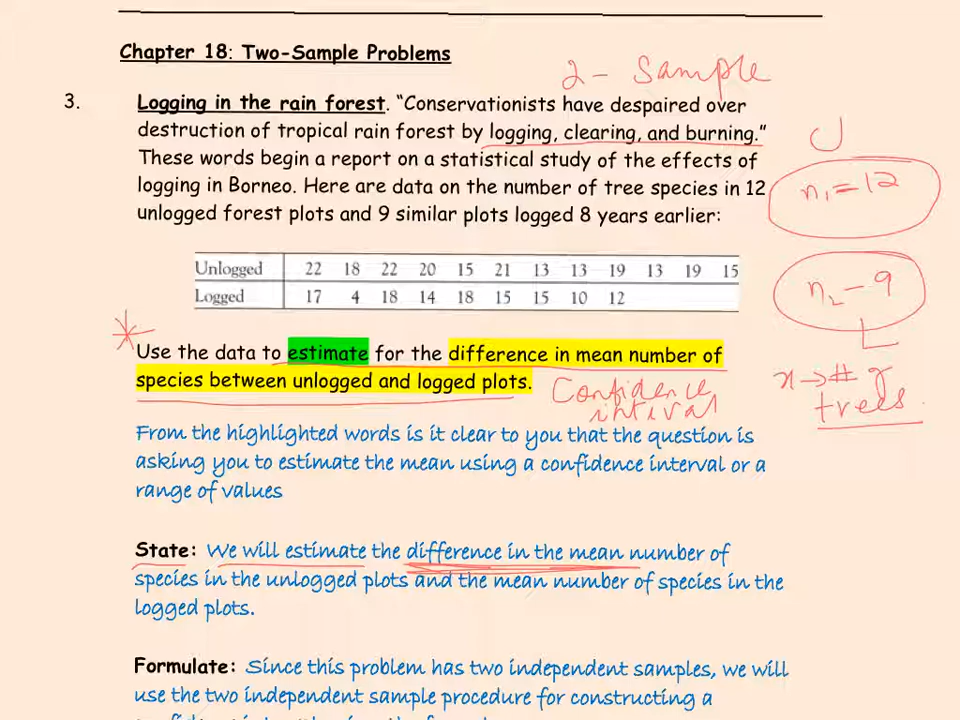 Chapter 18: Two-Sample Problems
2 - Sample
3. Logging in the rain forest. “Conservationists have despaired over
destruction of tropical rain forest by logging, clearing, and burning.”
These words begin a report on a statistical study of the effects of
logging in Borneo. Here are data on the number of tree species in 12
unlogged forest plots and 9 similar plots logged 8 years earlier:
n₁ = 12
Unlogged 22 18 22 20 15 21 13 13 19 13 19 15
Logged 17 4 18 14 18 15 15 10 12
n₂ - 9
Use the data to estimate for the difference in mean number of
species between unlogged and logged plots.
Confidence
interval
x → # of
trees
From the highlighted words is it clear to you that the question is
asking you to estimate the mean using a confidence interval or a
range of values
State: We will estimate the difference in the mean number of
species in the unlogged plots and the mean number of species in the
logged plots.
Formulate: Since this problem has two independent samples, we will
use the two independent sample procedure for constructing a